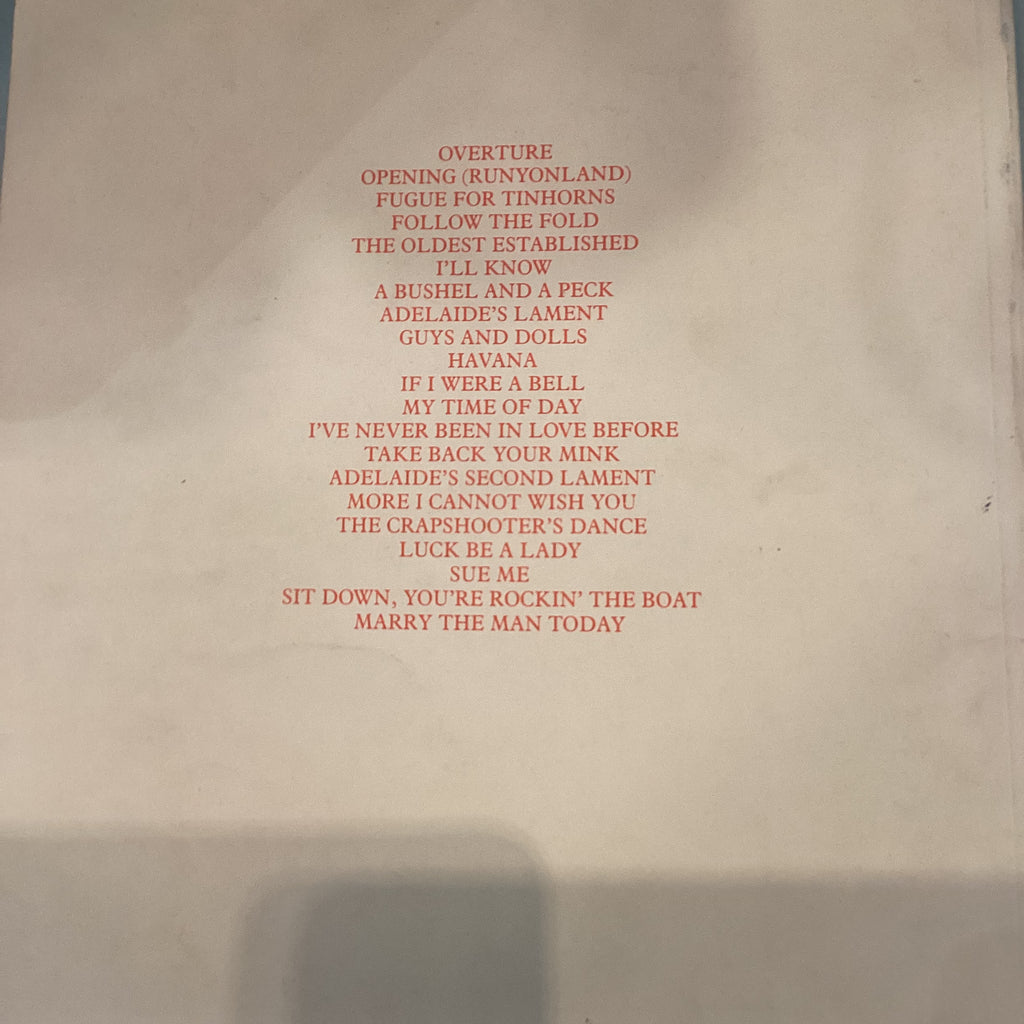 OVERTURE
OPENING (RUNYONLAND)
FUGUE FOR TINHORNS
FOLLOW THE FOLD
THE OLDEST ESTABLISHED
I'LL KNOW
A BUSHEL AND A PECK
ADELAIDE'S LAMENT
GUYS AND DOLLS
HAVANA
IF I WERE A BELL
MY TIME OF DAY
I'VE NEVER BEEN IN LOVE BEFORE
TAKE BACK YOUR MINK
ADELAIDE'S SECOND LAMENT
MORE I CANNOT WISH YOU
THE CRAPSHOOTER'S DANCE
LUCK BE A LADY
SUE ME
SIT DOWN, YOU'RE ROCKIN' THE BOAT
MARRY THE MAN TODAY